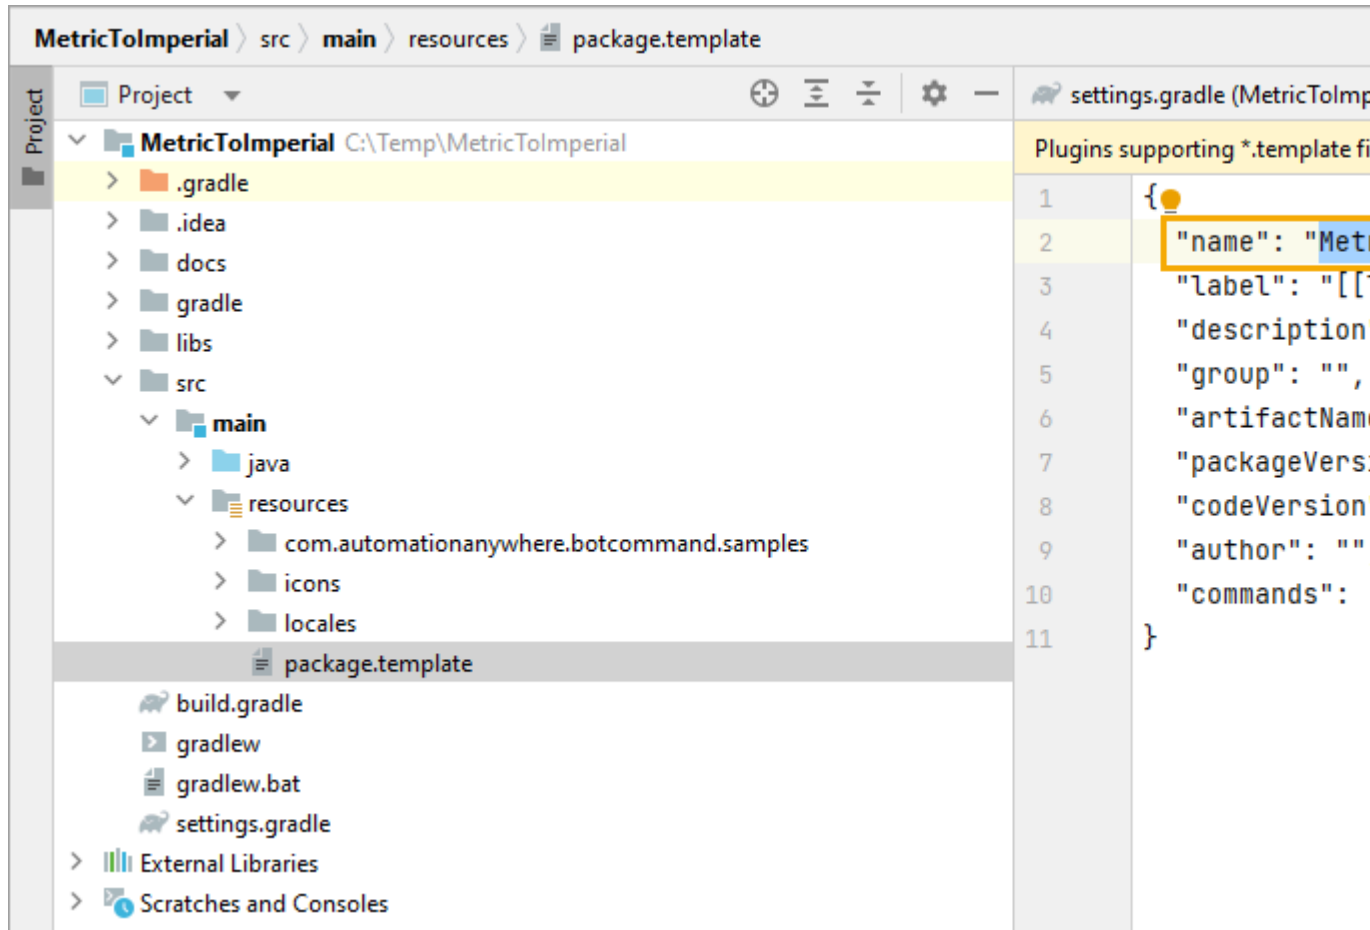 MetricToImperial src main resources package.template
Project
Project
MetricToImperial C:\Temp\MetricToImperial
.gradle
.idea
docs
gradle
libs
src
main
java
resources
com.automationanywhere.botcommand.samples
icons
locales
package.template
build.gradle
gradlew
gradlew.bat
settings.gradle
External Libraries
Scratches and Consoles
settings.gradle (MetricToImp
Plugins supporting *.template fi
1 {
2 "name": "Met
3 "label": "[[
4 "description
5 "group": "",
6 "artifactNam
7 "packageVers
8 "codeVersion
9 "author": ""
10 "commands":
11 }